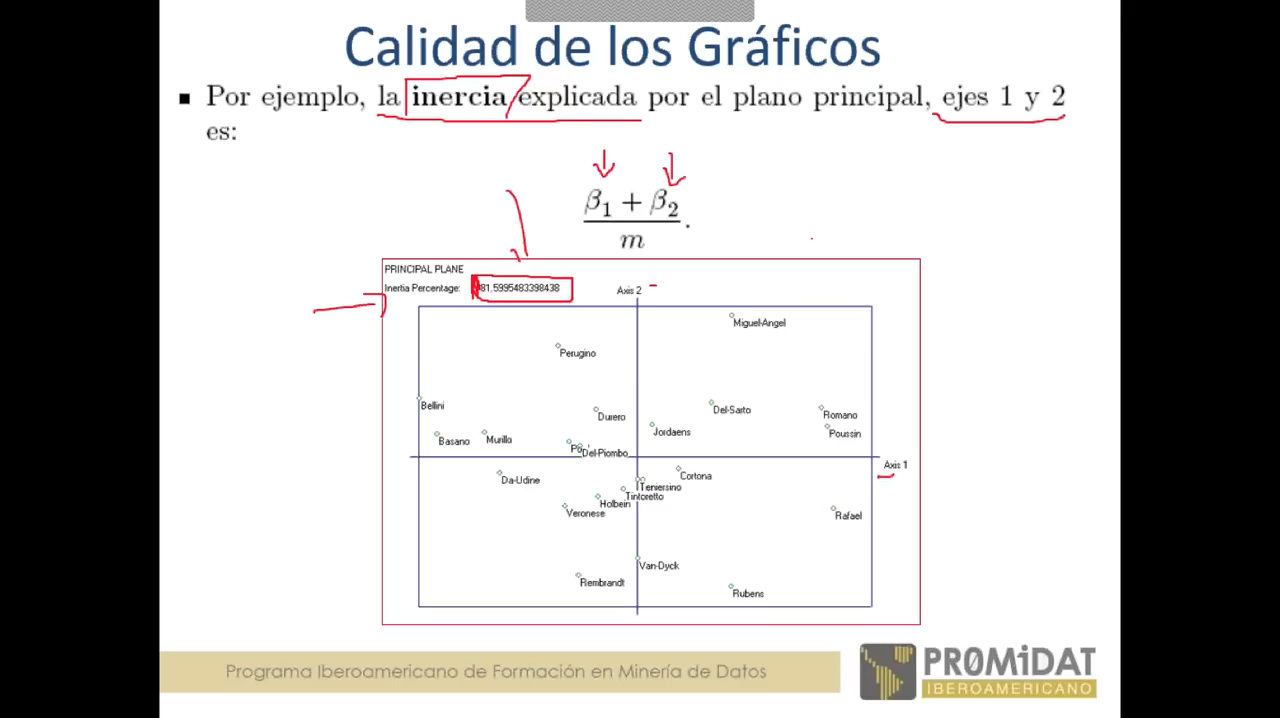 Calidad de los Gráficos
▪ Por ejemplo, la inercia explicada por el plano principal, ejes 1 y 2
es:
β₁ + β₂
m
.
PRINCIPAL PLANE
Inertia Percentage: 81.5995483398438
Axis 2
Miguel-Angel
Perugino
Bellini
Durero
Del-Sarto
Romano
Jordaens
Poussin
Basano
Murillo
Del-Piombo
Axis 1
Da-Udine
Cortona
Teniersino
Tintoretto
Holbein
Veronese
Rafael
Van-Dyck
Rembrandt
Rubens
Programa Iberoamericano de Formación en Minería de Datos
PROMiDAT
IBEROAMERICANO